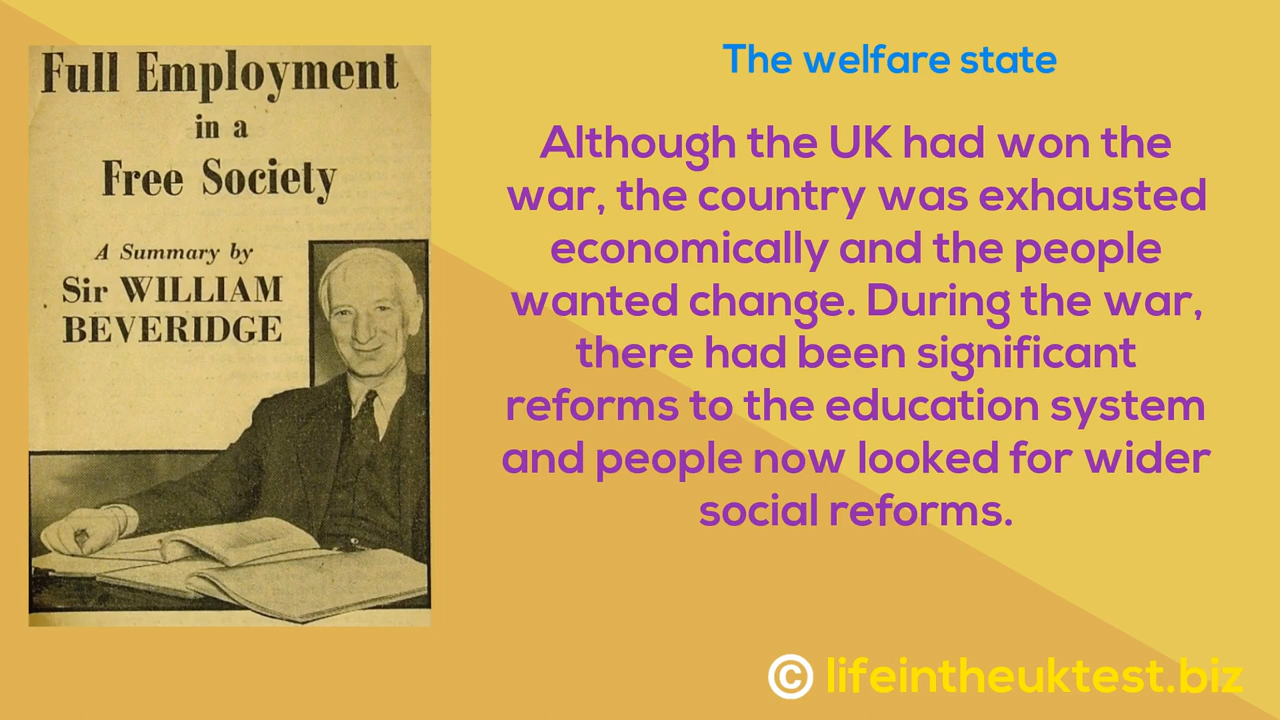 Full Employment
in a
Free Society
A Summary by
Sir WILLIAM
BEVERIDGE
The welfare state
Although the UK had won the
war, the country was exhausted
economically and the people
wanted change. During the war,
there had been significant
reforms to the education system
and people now looked for wider
social reforms.
© lifeintheuktest.biz